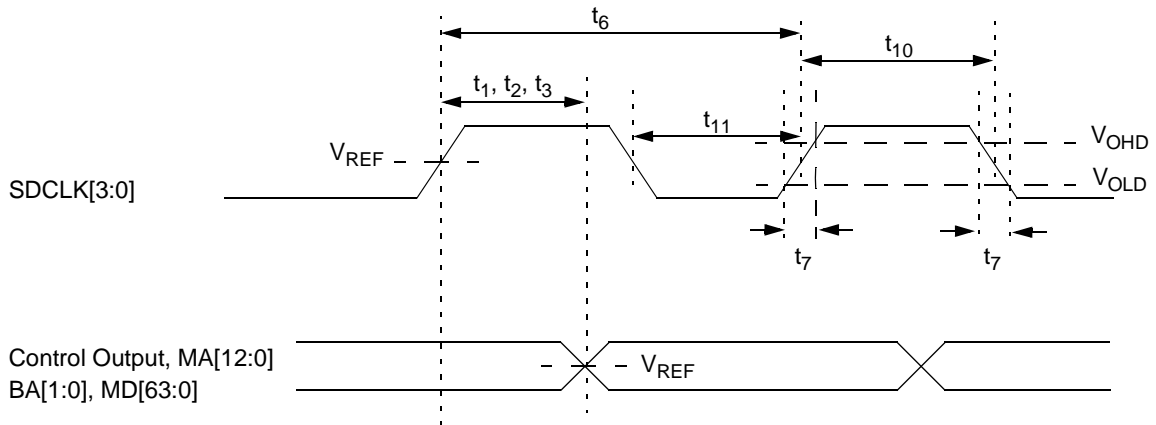 t6
t10
t1, t2, t3
t11
VREF
VOHD
SDCLK[3:0]
VOLD
t7
t7
Control Output, MA[12:0]
BA[1:0], MD[63:0]
VREF